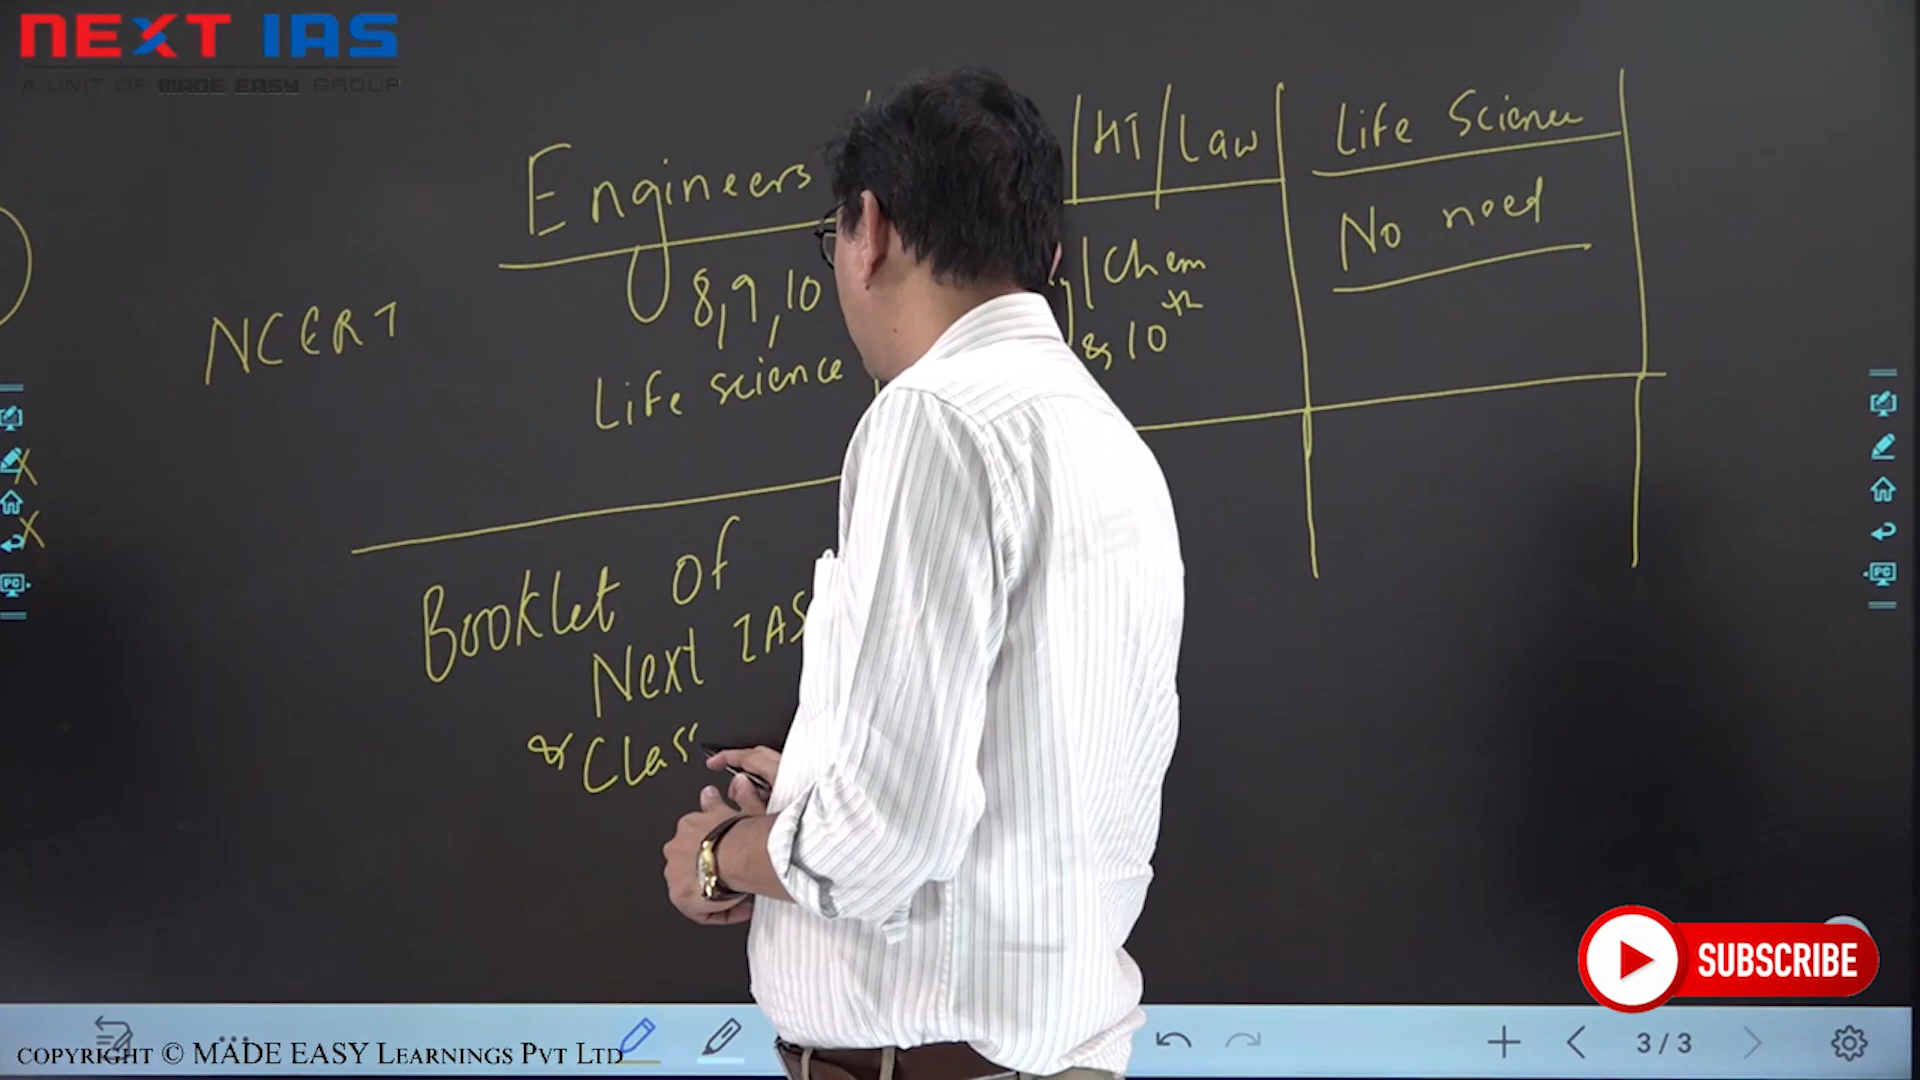 NEXT IAS
A UNIT OF MADE EASY GROUP
Engineers
HT / Law
Life Science
No need
Chem
8, 9, 10
& 10th
NCERT
Life science
Booklet of
Next IAS
& Class
SUBSCRIBE
3/3
COPYRIGHT © MADE EASY LEARNINGS PVT LTD